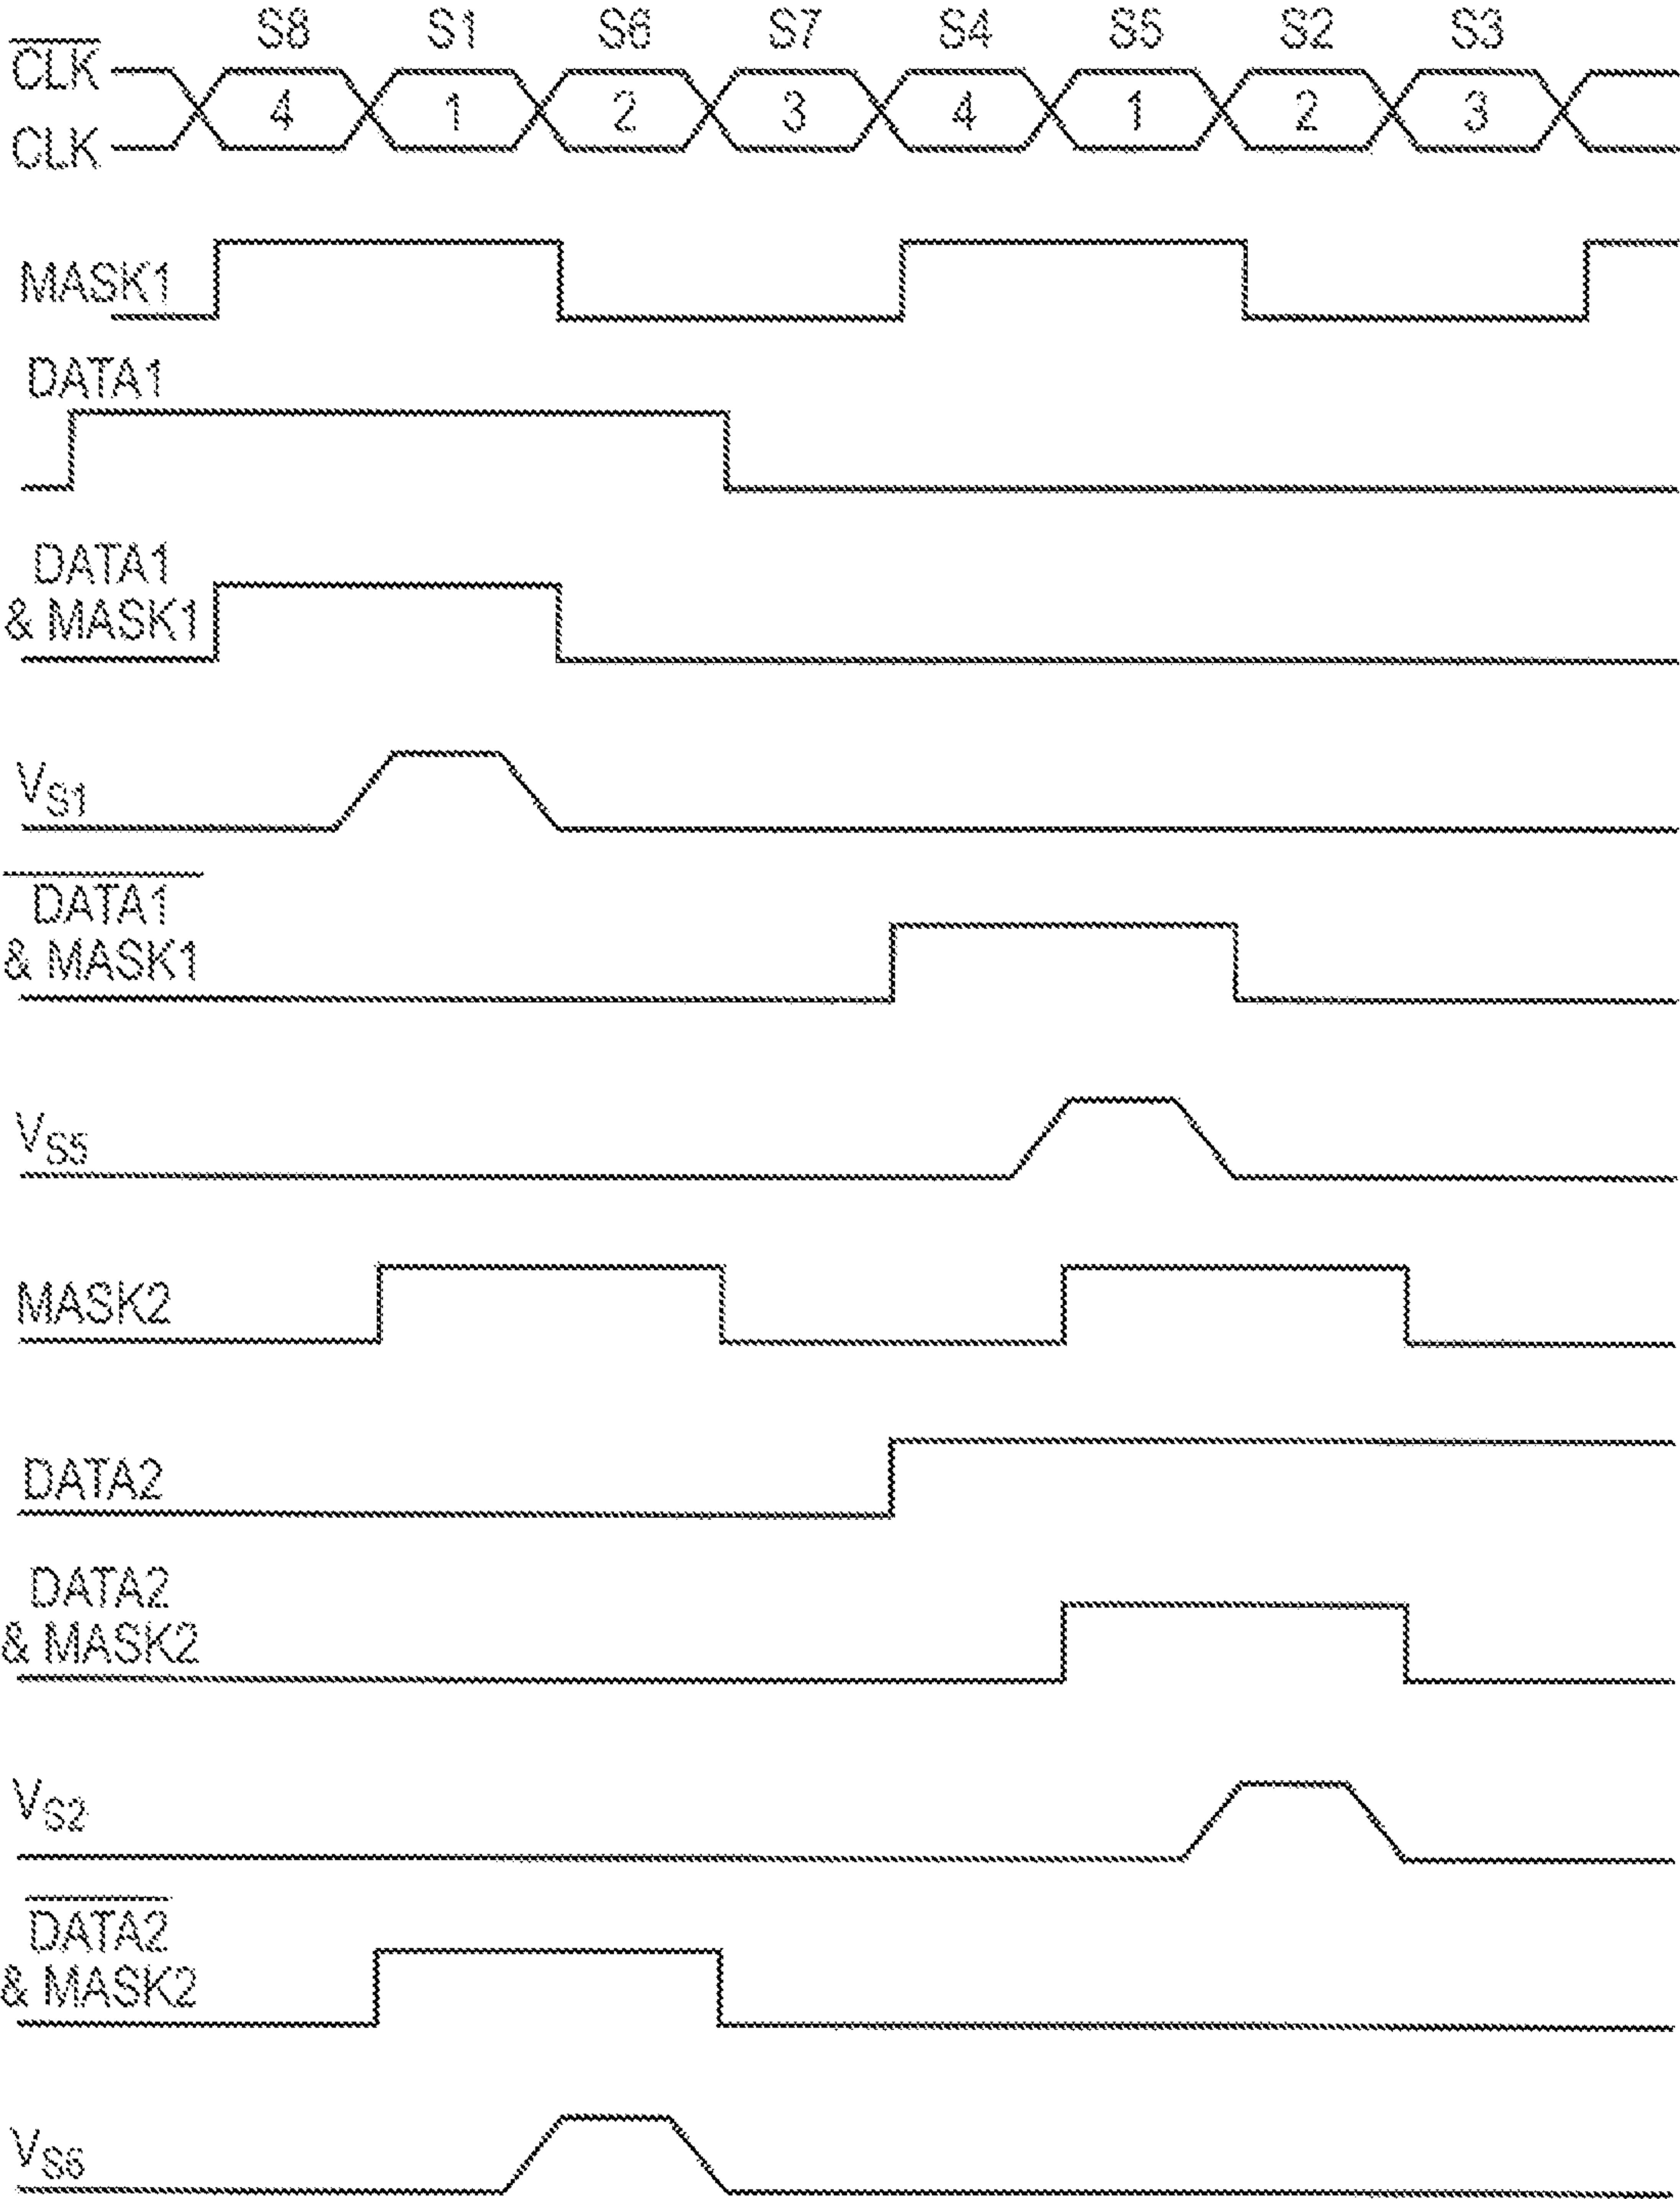 S8 S1 S6 S7 S4 S5 S2 S3
CLK
4 1 2 3 4 1 2 3
CLK
MASK1
DATA1
DATA1
& MASK1
VS1
DATA1
& MASK1
VS5
MASK2
DATA2
DATA2
& MASK2
VS2
DATA2
& MASK2
VS6